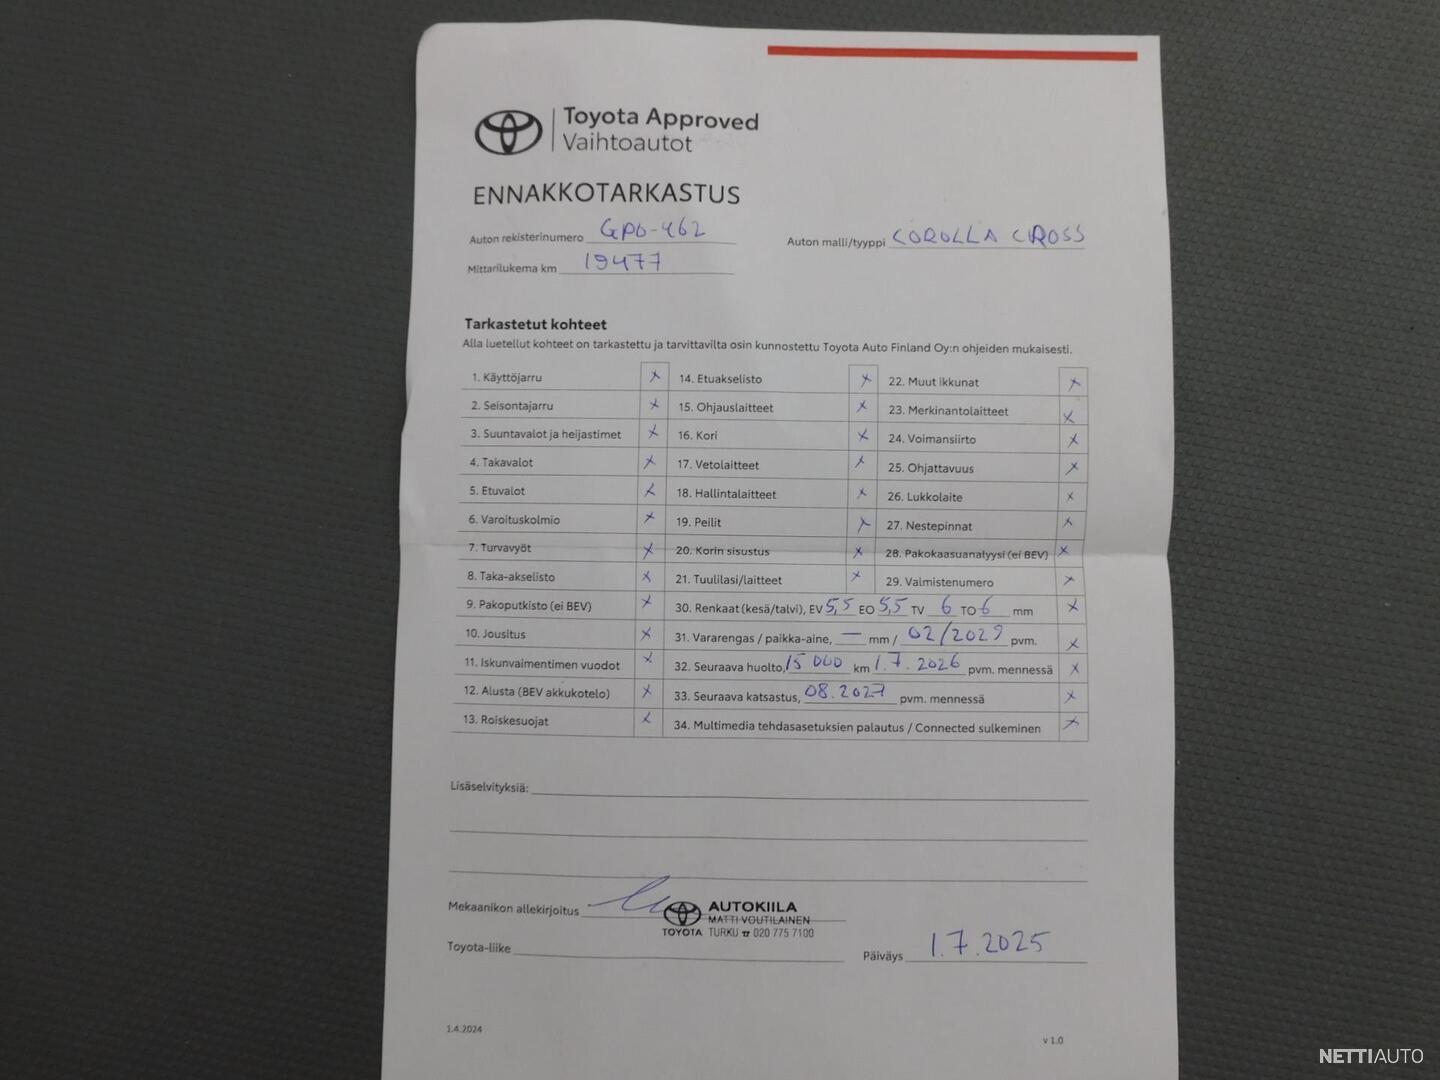 Toyota Approved
Vaihtoautot
ENNAKKOTARKASTUS
Auton rekisterinumero GPO-462
Auton malli/tyyppi COROLLA CROSS
Mittarilukema km 19477
Tarkastetut kohteet
Alla luetellut kohteet on tarkastettu ja tarvittavilta osin kunnostettu Toyota Auto Finland Oy:n ohjeiden mukaisesti.
1. Käyttöjarru x
2. Seisontajarru x
3. Suuntavalot ja heijastimet x
4. Takavalot x
5. Etuvalot x
6. Varoituskolmio x
7. Turvavyöt x
8. Taka-akselisto x
9. Pakoputkisto (ei BEV) x
10. Jousitus x
11. Iskunvaimentimen vuodot x
12. Alusta (BEV akkukotelo) x
13. Roiskesuojat x
14. Etuakselisto x
15. Ohjauslaitteet x
16. Kori x
17. Vetolaitteet x
18. Hallintalaitteet x
19. Peilit x
20. Korin sisustus x
21. Tuulilasi/laitteet x
22. Muut ikkunat x
23. Merkinantolaitteet x
24. Voimansiirto x
25. Ohjattavuus x
26. Lukkolaite x
27. Nestepinnat x
28. Pakokaasuanalyysi (ei BEV) x
29. Valmistenumero x
30. Renkaat (kesä/talvi), EV 5,5 EO 5,5 TV 6 TO 6 mm x
31. Vararengas / paikka-aine, — mm / 02/2029 pvm. x
32. Seuraava huolto, 15 000 km 1.7.2026 pvm. mennessä x
33. Seuraava katsastus, 08.2027 pvm. mennessä x
34. Multimedia tehdasasetuksien palautus / Connected sulkeminen x
Lisäselvityksiä:
Mekaanikon allekirjoitus
AUTOKIILA
MATTI VOUTILAINEN
TOYOTA TURKU ☎ 020 775 7100
Toyota-liike
Päiväys 1.7.2025
1.4.2024
v 1.0
NETTIAUTO